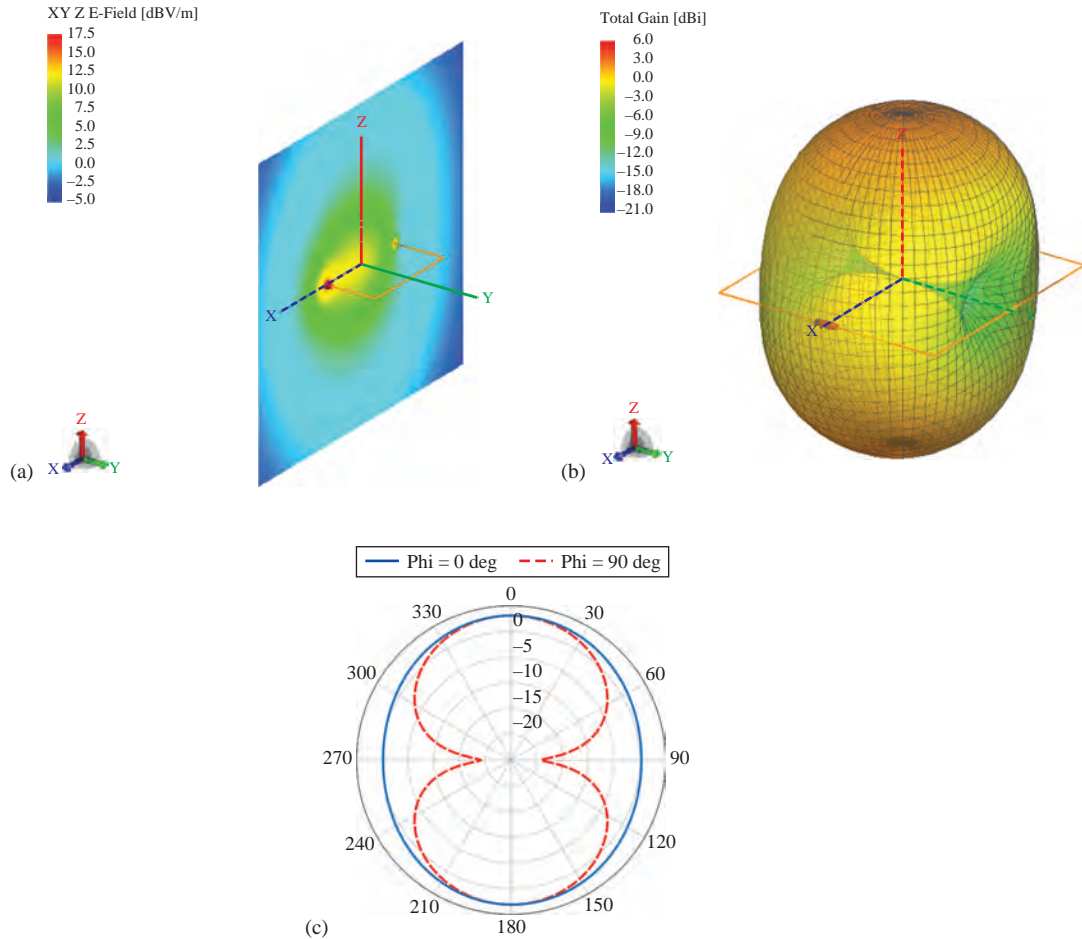 XY Z E-Field [dBV/m]
17.5
15.0
12.5
10.0
7.5
5.0
2.5
0.0
−2.5
−5.0
Z
X
Y
Z
X
Y
(a)
Total Gain [dBi]
6.0
3.0
0.0
−3.0
−6.0
−9.0
−12.0
−15.0
−18.0
−21.0
Z
X
Y
Z
X
Y
(b)
Phi = 0 deg Phi = 90 deg
0
330 30
0
−5
300 −10 60
−15
−20
270 90
240 120
210 150
180
(c)